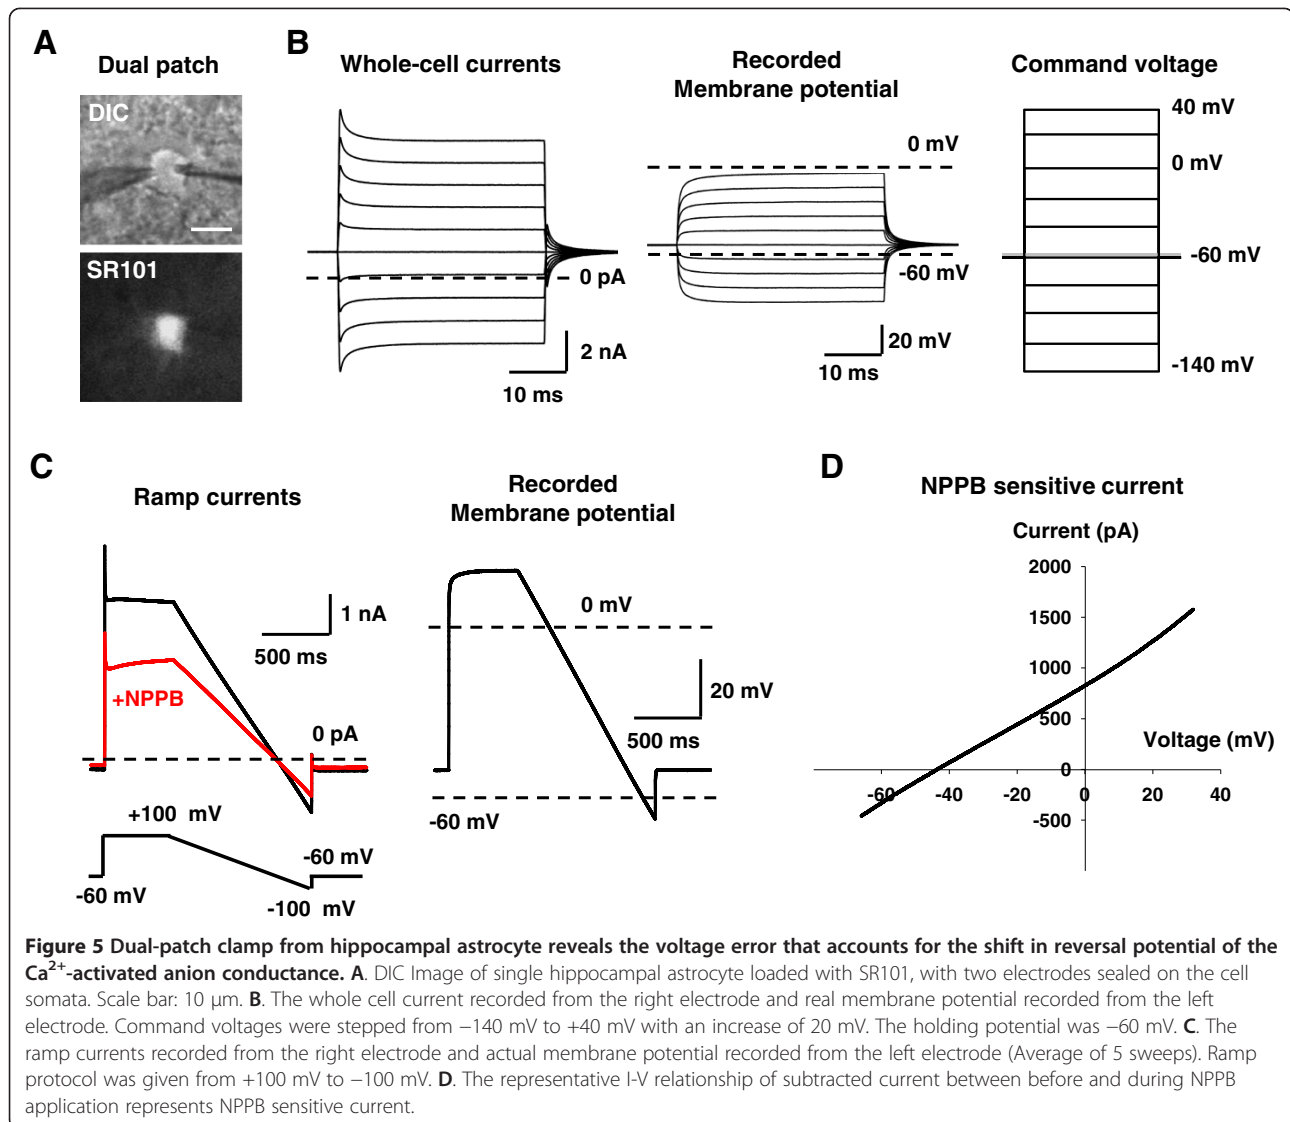 A
Dual patch
DIC
SR101
B
Whole-cell currents
0 pA
2 nA
10 ms
Recorded
Membrane potential
0 mV
-60 mV
20 mV
10 ms
Command voltage
40 mV
0 mV
-60 mV
-140 mV
C
Ramp currents
1 nA
500 ms
+NPPB
0 pA
+100 mV
-60 mV
-60 mV
-100 mV
Recorded
Membrane potential
0 mV
20 mV
500 ms
-60 mV
D
NPPB sensitive current
Current (pA)
2000
1500
1000
500
Voltage (mV)
0
-60 -40 -20 0 20 40
-500
Figure 5 Dual-patch clamp from hippocampal astrocyte reveals the voltage error that accounts for the shift in reversal potential of the
Ca²⁺-activated anion conductance. A. DIC Image of single hippocampal astrocyte loaded with SR101, with two electrodes sealed on the cell
somata. Scale bar: 10 μm. B. The whole cell current recorded from the right electrode and real membrane potential recorded from the left
electrode. Command voltages were stepped from −140 mV to +40 mV with an increase of 20 mV. The holding potential was −60 mV. C. The
ramp currents recorded from the right electrode and actual membrane potential recorded from the left electrode (Average of 5 sweeps). Ramp
protocol was given from +100 mV to −100 mV. D. The representative I-V relationship of subtracted current between before and during NPPB
application represents NPPB sensitive current.